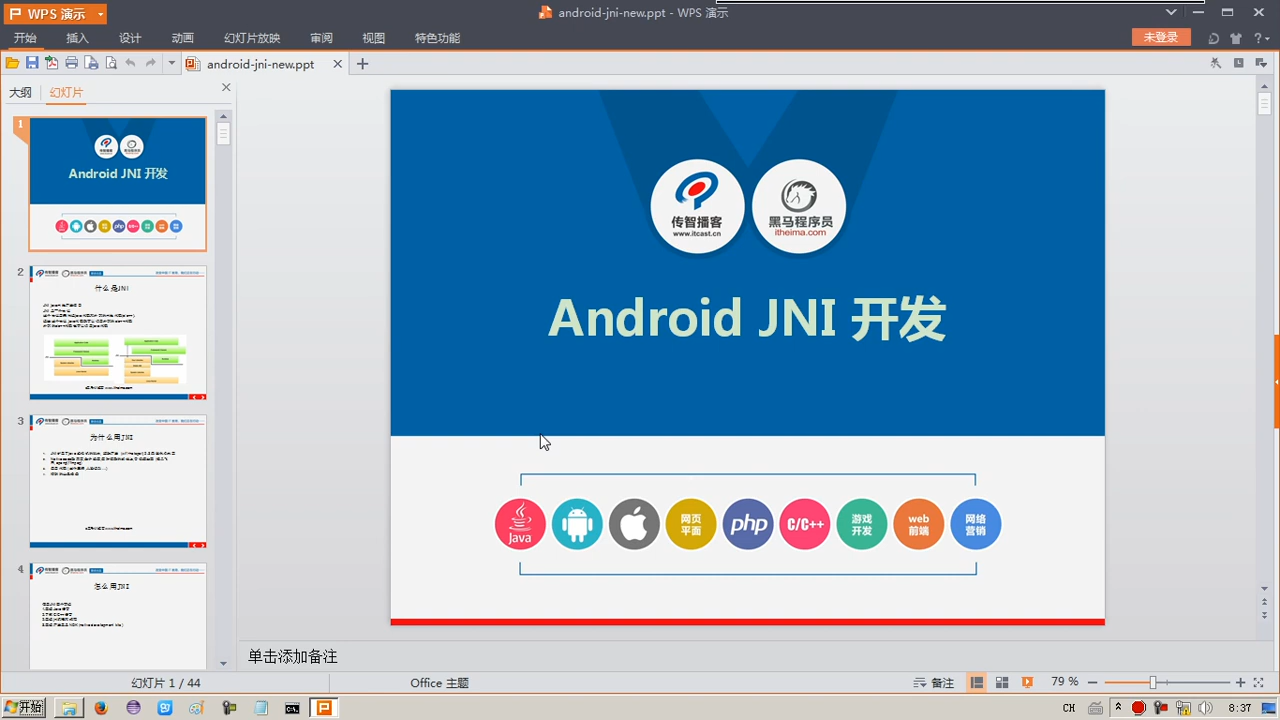 WPS 演示
android-jni-new.ppt - WPS 演示
开始 插入 设计 动画 幻灯片放映 审阅 视图 特色功能
未登录
android-jni-new.ppt
大纲 幻灯片
1
Android JNI 开发
2
什么是JNI
3
为什么用JNI
4
怎么用JNI
传智播客
www.itcast.cn
黑马程序员
itheima.com
Android JNI 开发
Java
网页
平面
php
C/C++
游戏
开发
web
前端
网络
营销
单击添加备注
幻灯片 1 / 44
Office 主题
备注
79 %
开始
CH
8:37